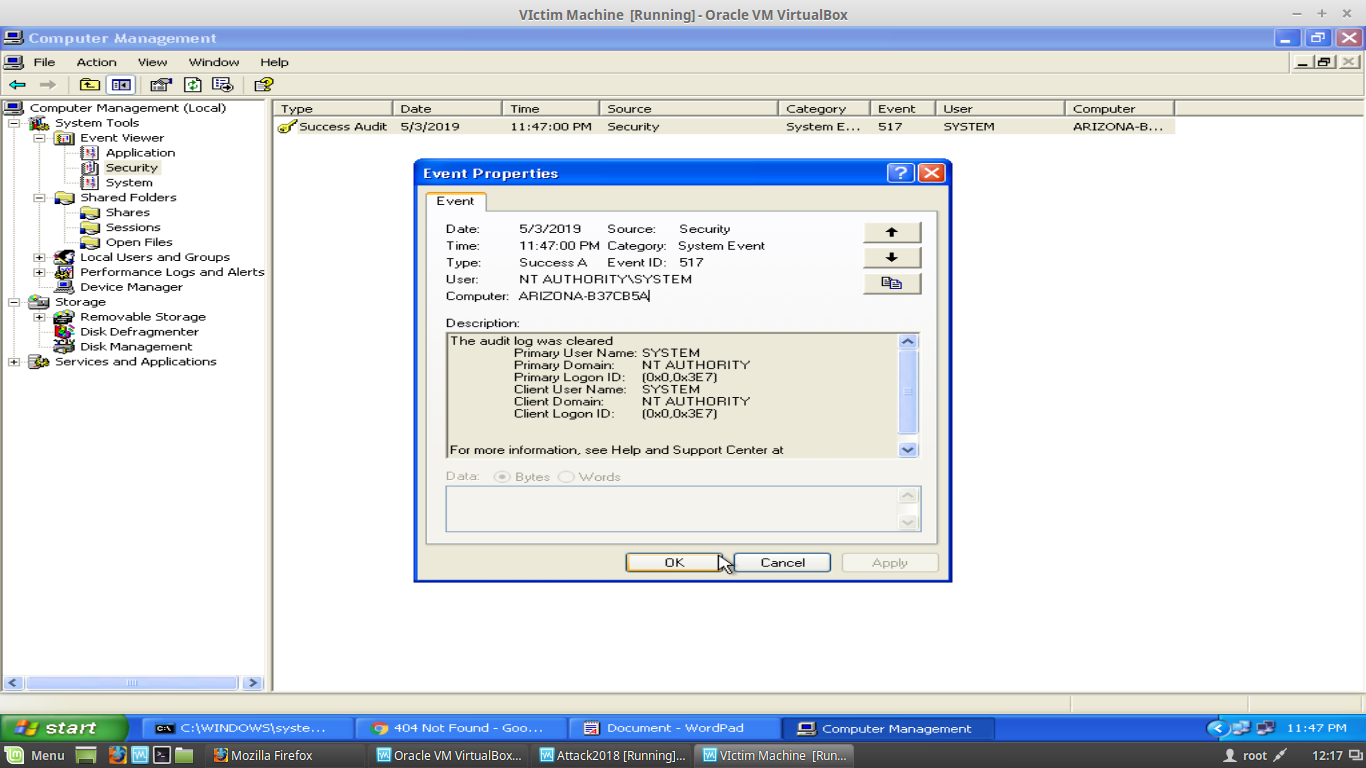 VIctim Machine [Running] - Oracle VM VirtualBox
Computer Management
File Action View Window Help
Computer Management (Local)
System Tools
Event Viewer
Application
Security
System
Shared Folders
Shares
Sessions
Open Files
Local Users and Groups
Performance Logs and Alerts
Device Manager
Storage
Removable Storage
Disk Defragmenter
Disk Management
Services and Applications
Type Date Time Source Category Event User Computer
Success Audit 5/3/2019 11:47:00 PM Security System E... 517 SYSTEM ARIZONA-B...
Event Properties
Event
Date: 5/3/2019 Source: Security
Time: 11:47:00 PM Category: System Event
Type: Success A Event ID: 517
User: NT AUTHORITY\SYSTEM
Computer: ARIZONA-B37CB5A
Description:
The audit log was cleared
Primary User Name: SYSTEM
Primary Domain: NT AUTHORITY
Primary Logon ID: (0x0,0x3E7)
Client User Name: SYSTEM
Client Domain: NT AUTHORITY
Client Logon ID: (0x0,0x3E7)
For more information, see Help and Support Center at
Data: Bytes Words
OK Cancel Apply
start C:\WINDOWS\syste... 404 Not Found - Goo... Document - WordPad Computer Management 11:47 PM
Menu Mozilla Firefox Oracle VM VirtualBox... Attack2018 [Running]... VIctim Machine [Run... root 12:17